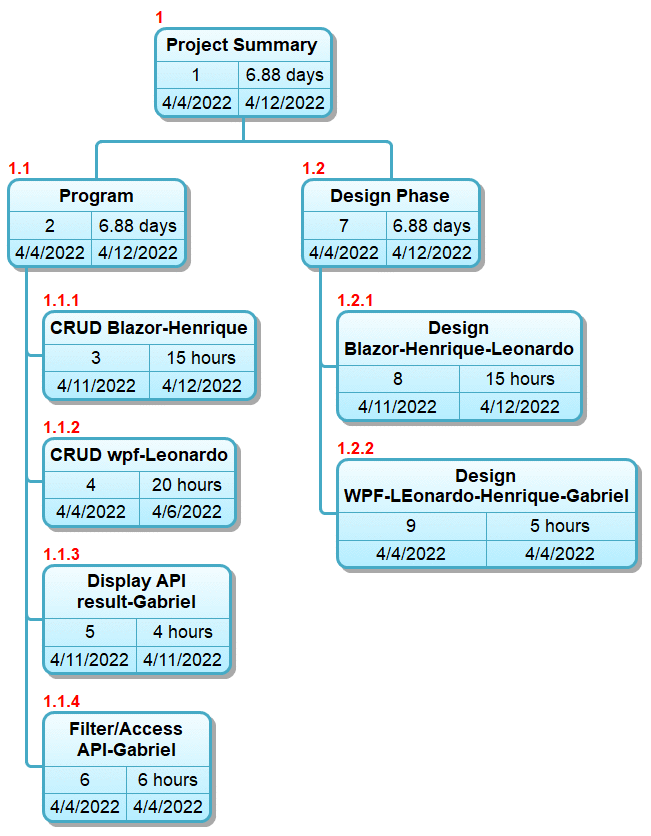 1
Project Summary
1 6.88 days
4/4/2022 4/12/2022
1.1
Program
2 6.88 days
4/4/2022 4/12/2022
1.1.1
CRUD Blazor-Henrique
3 15 hours
4/11/2022 4/12/2022
1.1.2
CRUD wpf-Leonardo
4 20 hours
4/4/2022 4/6/2022
1.1.3
Display API
result-Gabriel
5 4 hours
4/11/2022 4/11/2022
1.1.4
Filter/Access
API-Gabriel
6 6 hours
4/4/2022 4/4/2022
1.2
Design Phase
7 6.88 days
4/4/2022 4/12/2022
1.2.1
Design
Blazor-Henrique-Leonardo
8 15 hours
4/11/2022 4/12/2022
1.2.2
Design
WPF-LEonardo-Henrique-Gabriel
9 5 hours
4/4/2022 4/4/2022